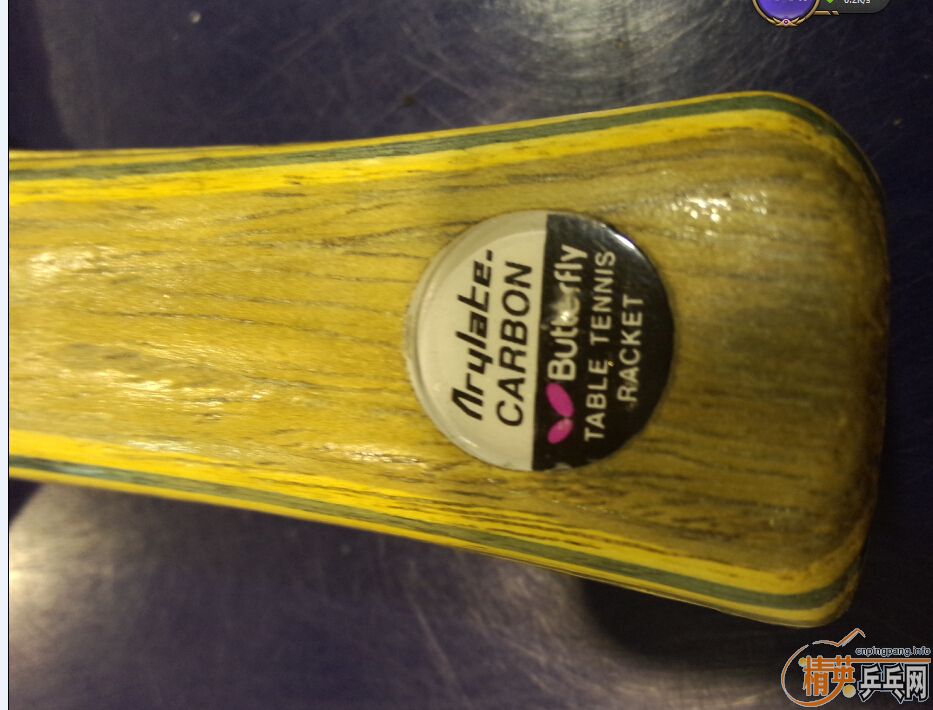 Arylate-
CARBON
Butterfly
TABLE TENNIS
RACKET
cnpingpang.info
精英乒乓网